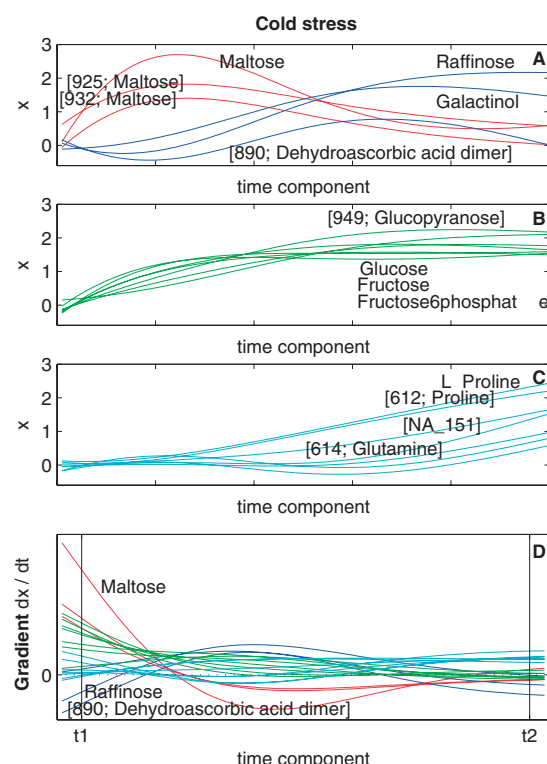 Cold stress
A
3
2
1
0
x
Maltose
Raffinose
[925; Maltose]
[932; Maltose]
Galactinol
[890; Dehydroascorbic acid dimer]
time component
B
3
2
1
0
x
[949; Glucopyranose]
Glucose
Fructose
Fructose6phosphat e
time component
C
3
2
1
0
x
L Proline
[612; Proline]
[NA_151]
[614; Glutamine]
time component
D
Gradient dx / dt
0
Maltose
Raffinose
[890; Dehydroascorbic acid dimer]
t1 t2
time component